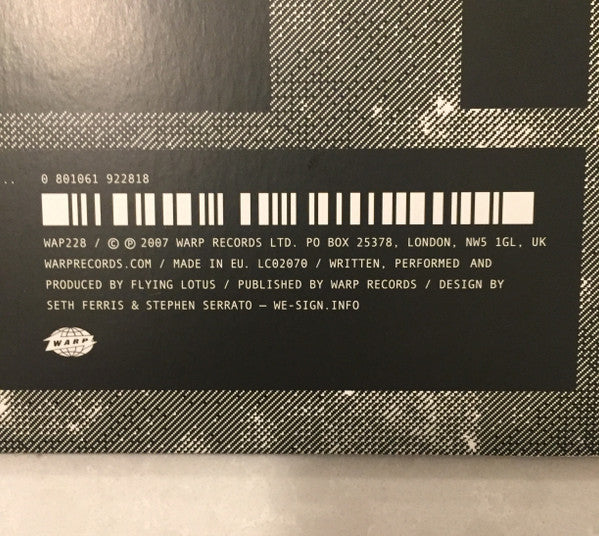 .. 0 801061 922818
WAP228 / © ℗ 2007 WARP RECORDS LTD. PO BOX 25378, LONDON, NW5 1GL, UK
WARPRECORDS.COM / MADE IN EU. LC02070 / WRITTEN, PERFORMED AND
PRODUCED BY FLYING LOTUS / PUBLISHED BY WARP RECORDS / DESIGN BY
SETH FERRIS & STEPHEN SERRATO – WE-SIGN.INFO
WARP